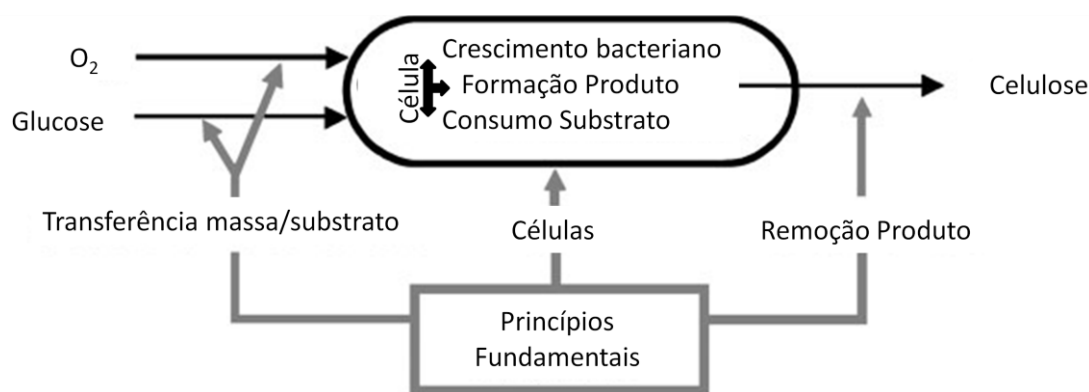 O₂
Glucose
Célula
Crescimento bacteriano
Formação Produto
Consumo Substrato
Celulose
Transferência massa/substrato
Células
Remoção Produto
Princípios
Fundamentais